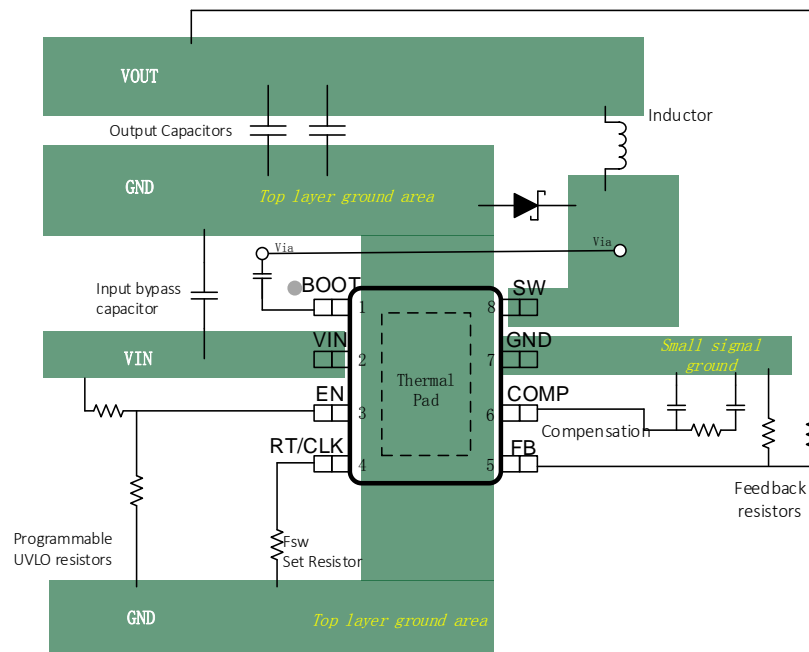 VOUT
Inductor
Output Capacitors
GND
Top layer ground area
Via
Via
BOOT
SW
Input bypass
capacitor
1
8
VIN
GND
Small signal
ground
VIN
2
7
Thermal
Pad
EN
COMP
3
6
Compensation
RT/CLK
FB
4
5
Feedback
resistors
Programmable
UVLO resistors
Fsw
Set Resistor
GND
Top layer ground area